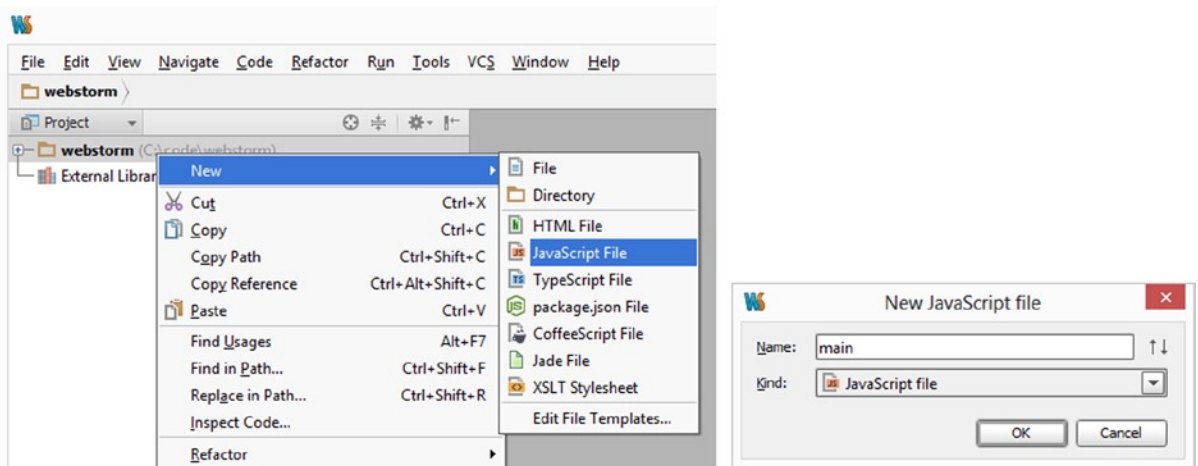 WS
File Edit View Navigate Code Refactor Run Tools VCS Window Help
webstorm
Project
webstorm (C:\code\webstorm)
External Librar
New
Cut Ctrl+X
Copy Ctrl+C
Copy Path Ctrl+Shift+C
Copy Reference Ctrl+Alt+Shift+C
Paste Ctrl+V
Find Usages Alt+F7
Find in Path... Ctrl+Shift+F
Replace in Path... Ctrl+Shift+R
Inspect Code...
Refactor
File
Directory
HTML File
JavaScript File
TypeScript File
package.json File
CoffeeScript File
Jade File
XSLT Stylesheet
Edit File Templates...
WS New JavaScript file
Name: main
Kind: JS JavaScript file
OK Cancel